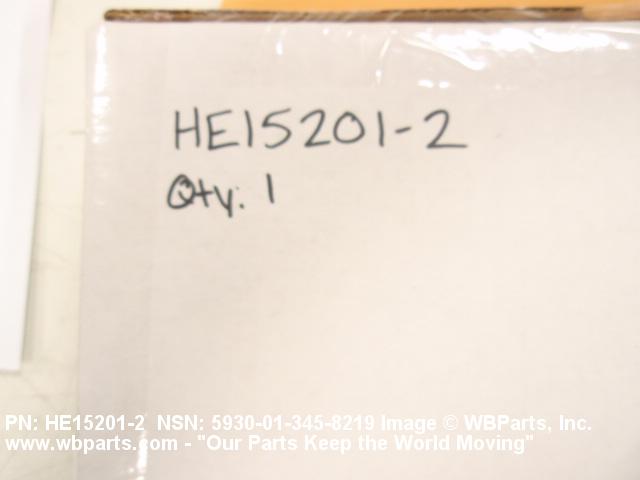 HE15201-2
Qty: 1
PN: HE15201-2 NSN: 5930-01-345-8219 Image © WBParts, Inc.
www.wbparts.com - "Our Parts Keep the World Moving"